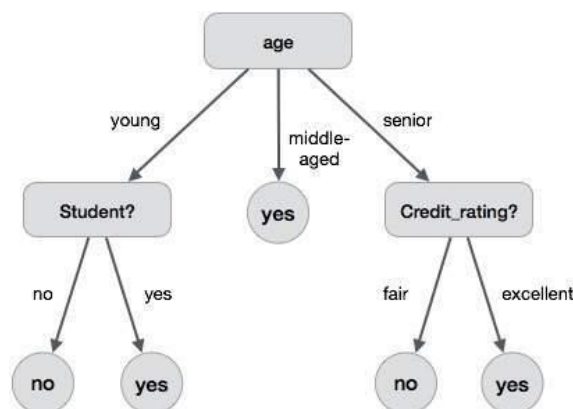 age
young
middle-
aged
senior
Student?
yes
Credit_rating?
no
yes
fair
excellent
no
yes
no
yes